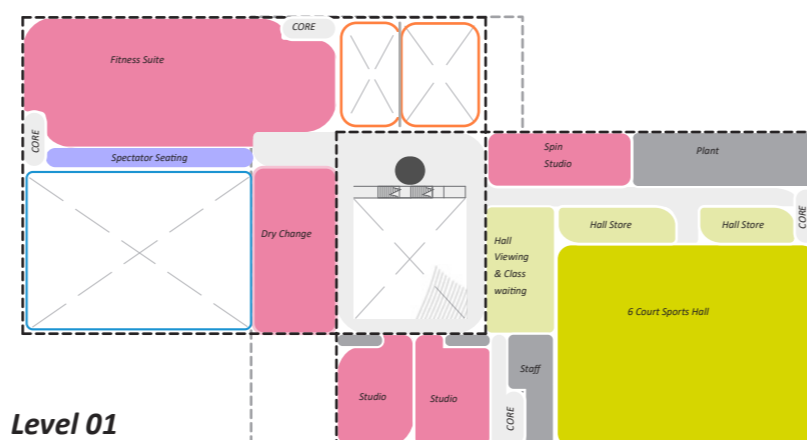 CORE
Fitness Suite
CORE
Spectator Seating
Spin
Studio
Plant
Dry Change
Hall
Viewing
& Class
waiting
Hall Store
Hall Store
CORE
6 Court Sports Hall
Studio
Studio
Staff
CORE
Level 01